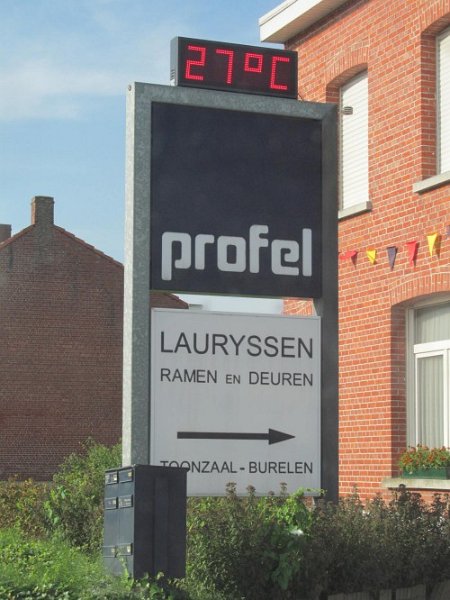 27°C
profel
LAURYSSEN
RAMEN EN DEUREN
TOONZAAL - BURELEN